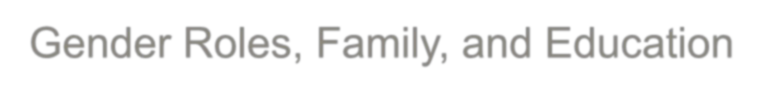 Gender Roles, Family, and Education